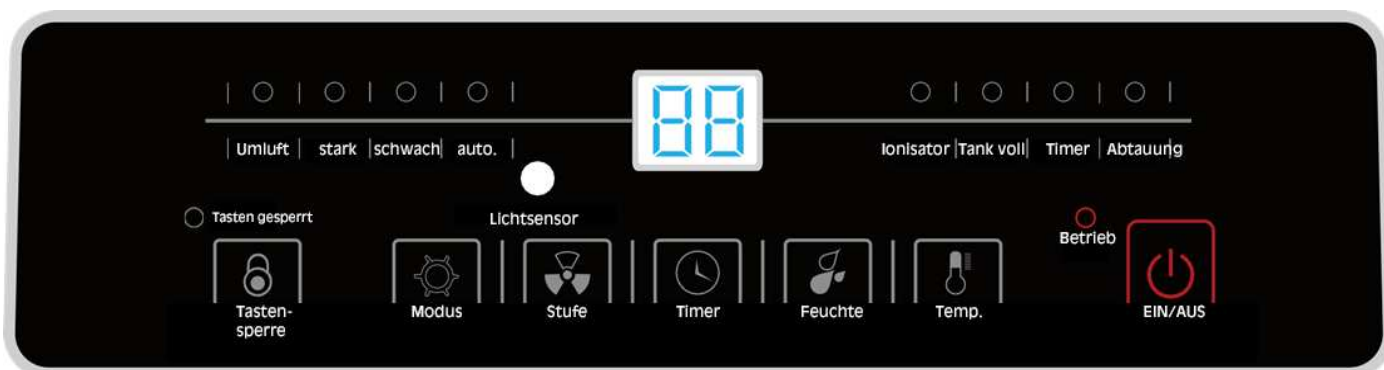 88
Umluft stark schwach auto.
Ionisator Tank voll Timer Abtauung
Tasten gesperrt
Lichtsensor
Betrieb
Tasten-
sperre
Modus
Stufe
Timer
Feuchte
Temp.
EIN/AUS